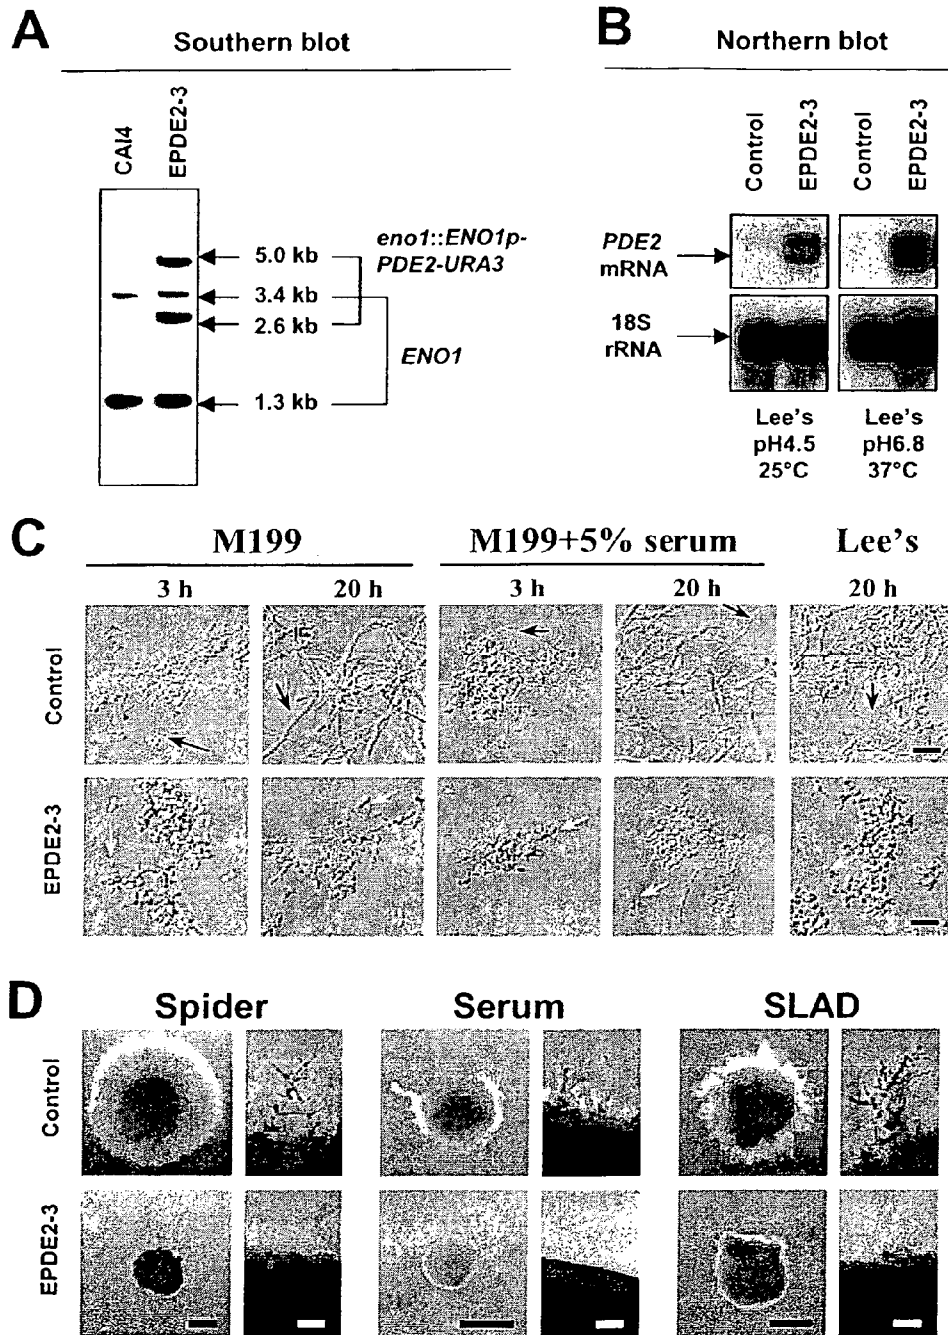 A
Southern blot
CAI4
EPDE2-3
5.0 kb
3.4 kb
2.6 kb
1.3 kb
eno1::ENO1p-
PDE2-URA3
ENO1
B
Northern blot
Control
EPDE2-3
Control
EPDE2-3
PDE2
mRNA
18S
rRNA
Lee's
pH4.5
25°C
Lee's
pH6.8
37°C
C
M199
M199+5% serum
Lee's
3 h
20 h
3 h
20 h
20 h
Control
EPDE2-3
D
Spider
Serum
SLAD
Control
EPDE2-3